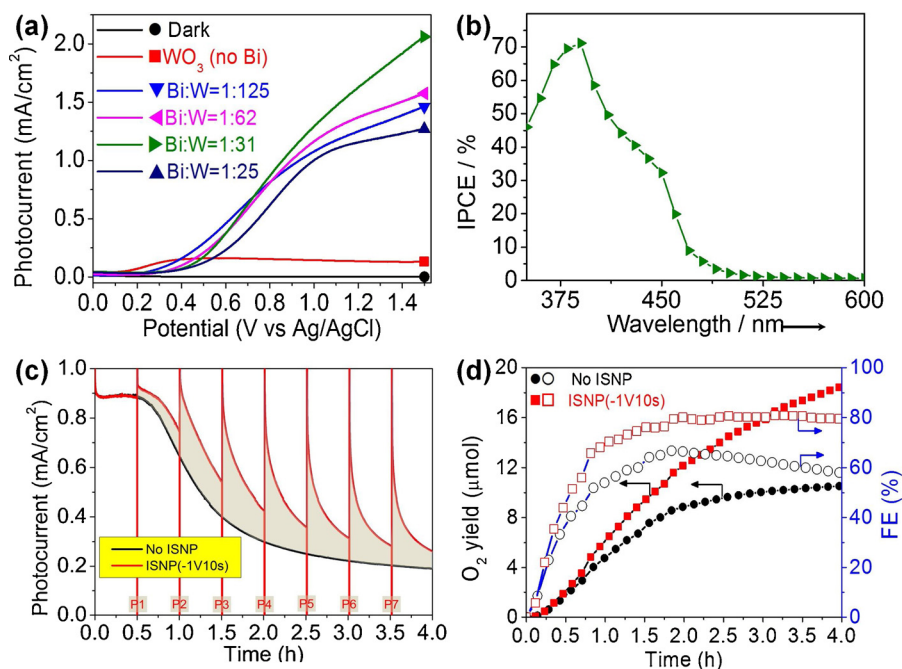 (a)
Dark
WO₃ (no Bi)
Bi:W=1:125
Bi:W=1:62
Bi:W=1:31
Bi:W=1:25
Photocurrent (mA/cm²)
2.0
1.5
1.0
0.5
0.0
0.0 0.2 0.4 0.6 0.8 1.0 1.2 1.5
Potential (V vs Ag/AgCl)
(b)
IPCE / %
80
70
60
50
40
30
20
10
0
375 450 525 600
Wavelength / nm
(c)
Photocurrent (mA/cm²)
1.0
0.8
0.6
0.4
0.2
0.0
No ISNP
ISNP(-1V10s)
P1 P2 P3 P4 P5 P6 P7
0.0 0.5 1.0 1.5 2.0 2.5 3.0 3.5 4.0
Time (h)
(d)
No ISNP
ISNP(-1V10s)
O₂ yield (μmol)
20
16
12
8
4
0
100
80
60
40
20
0
FE (%)
0.0 0.5 1.0 1.5 2.0 2.5 3.0 3.5 4.0
Time (h)